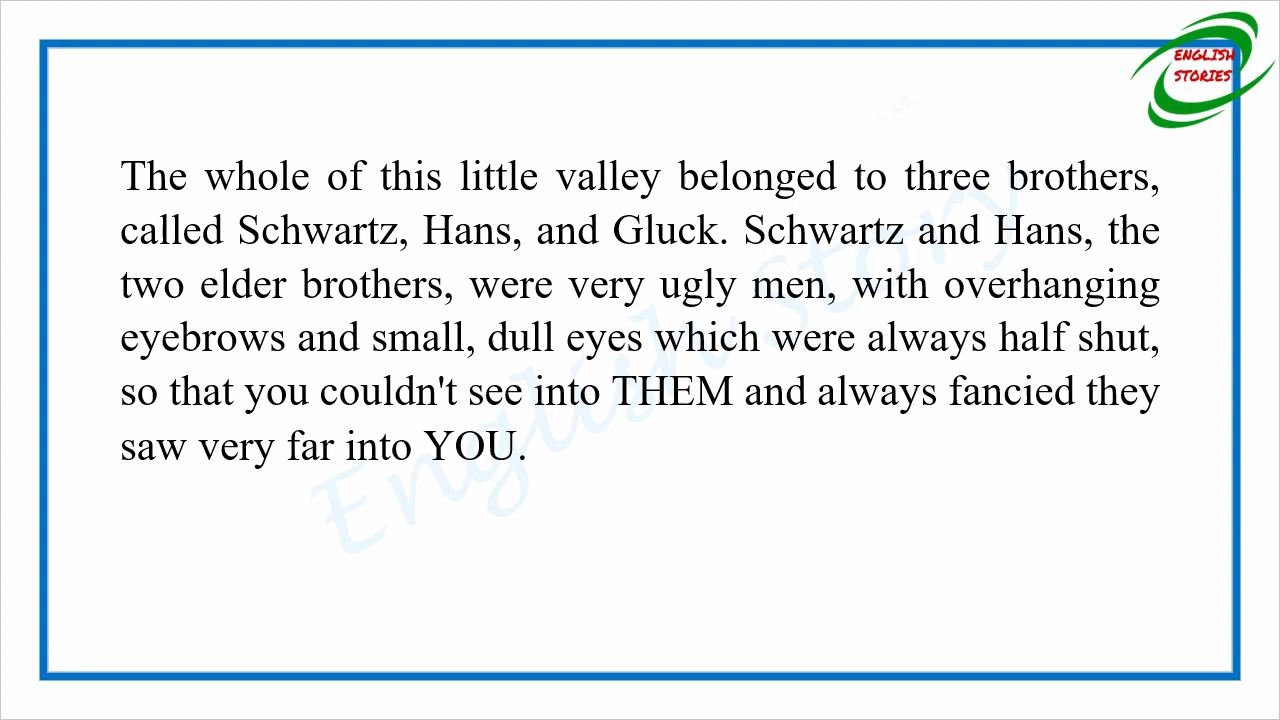 ENGLISH
STORIES
The whole of this little valley belonged to three brothers,
called Schwartz, Hans, and Gluck. Schwartz and Hans, the
two elder brothers, were very ugly men, with overhanging
eyebrows and small, dull eyes which were always half shut,
so that you couldn't see into THEM and always fancied they
saw very far into YOU.
English Story